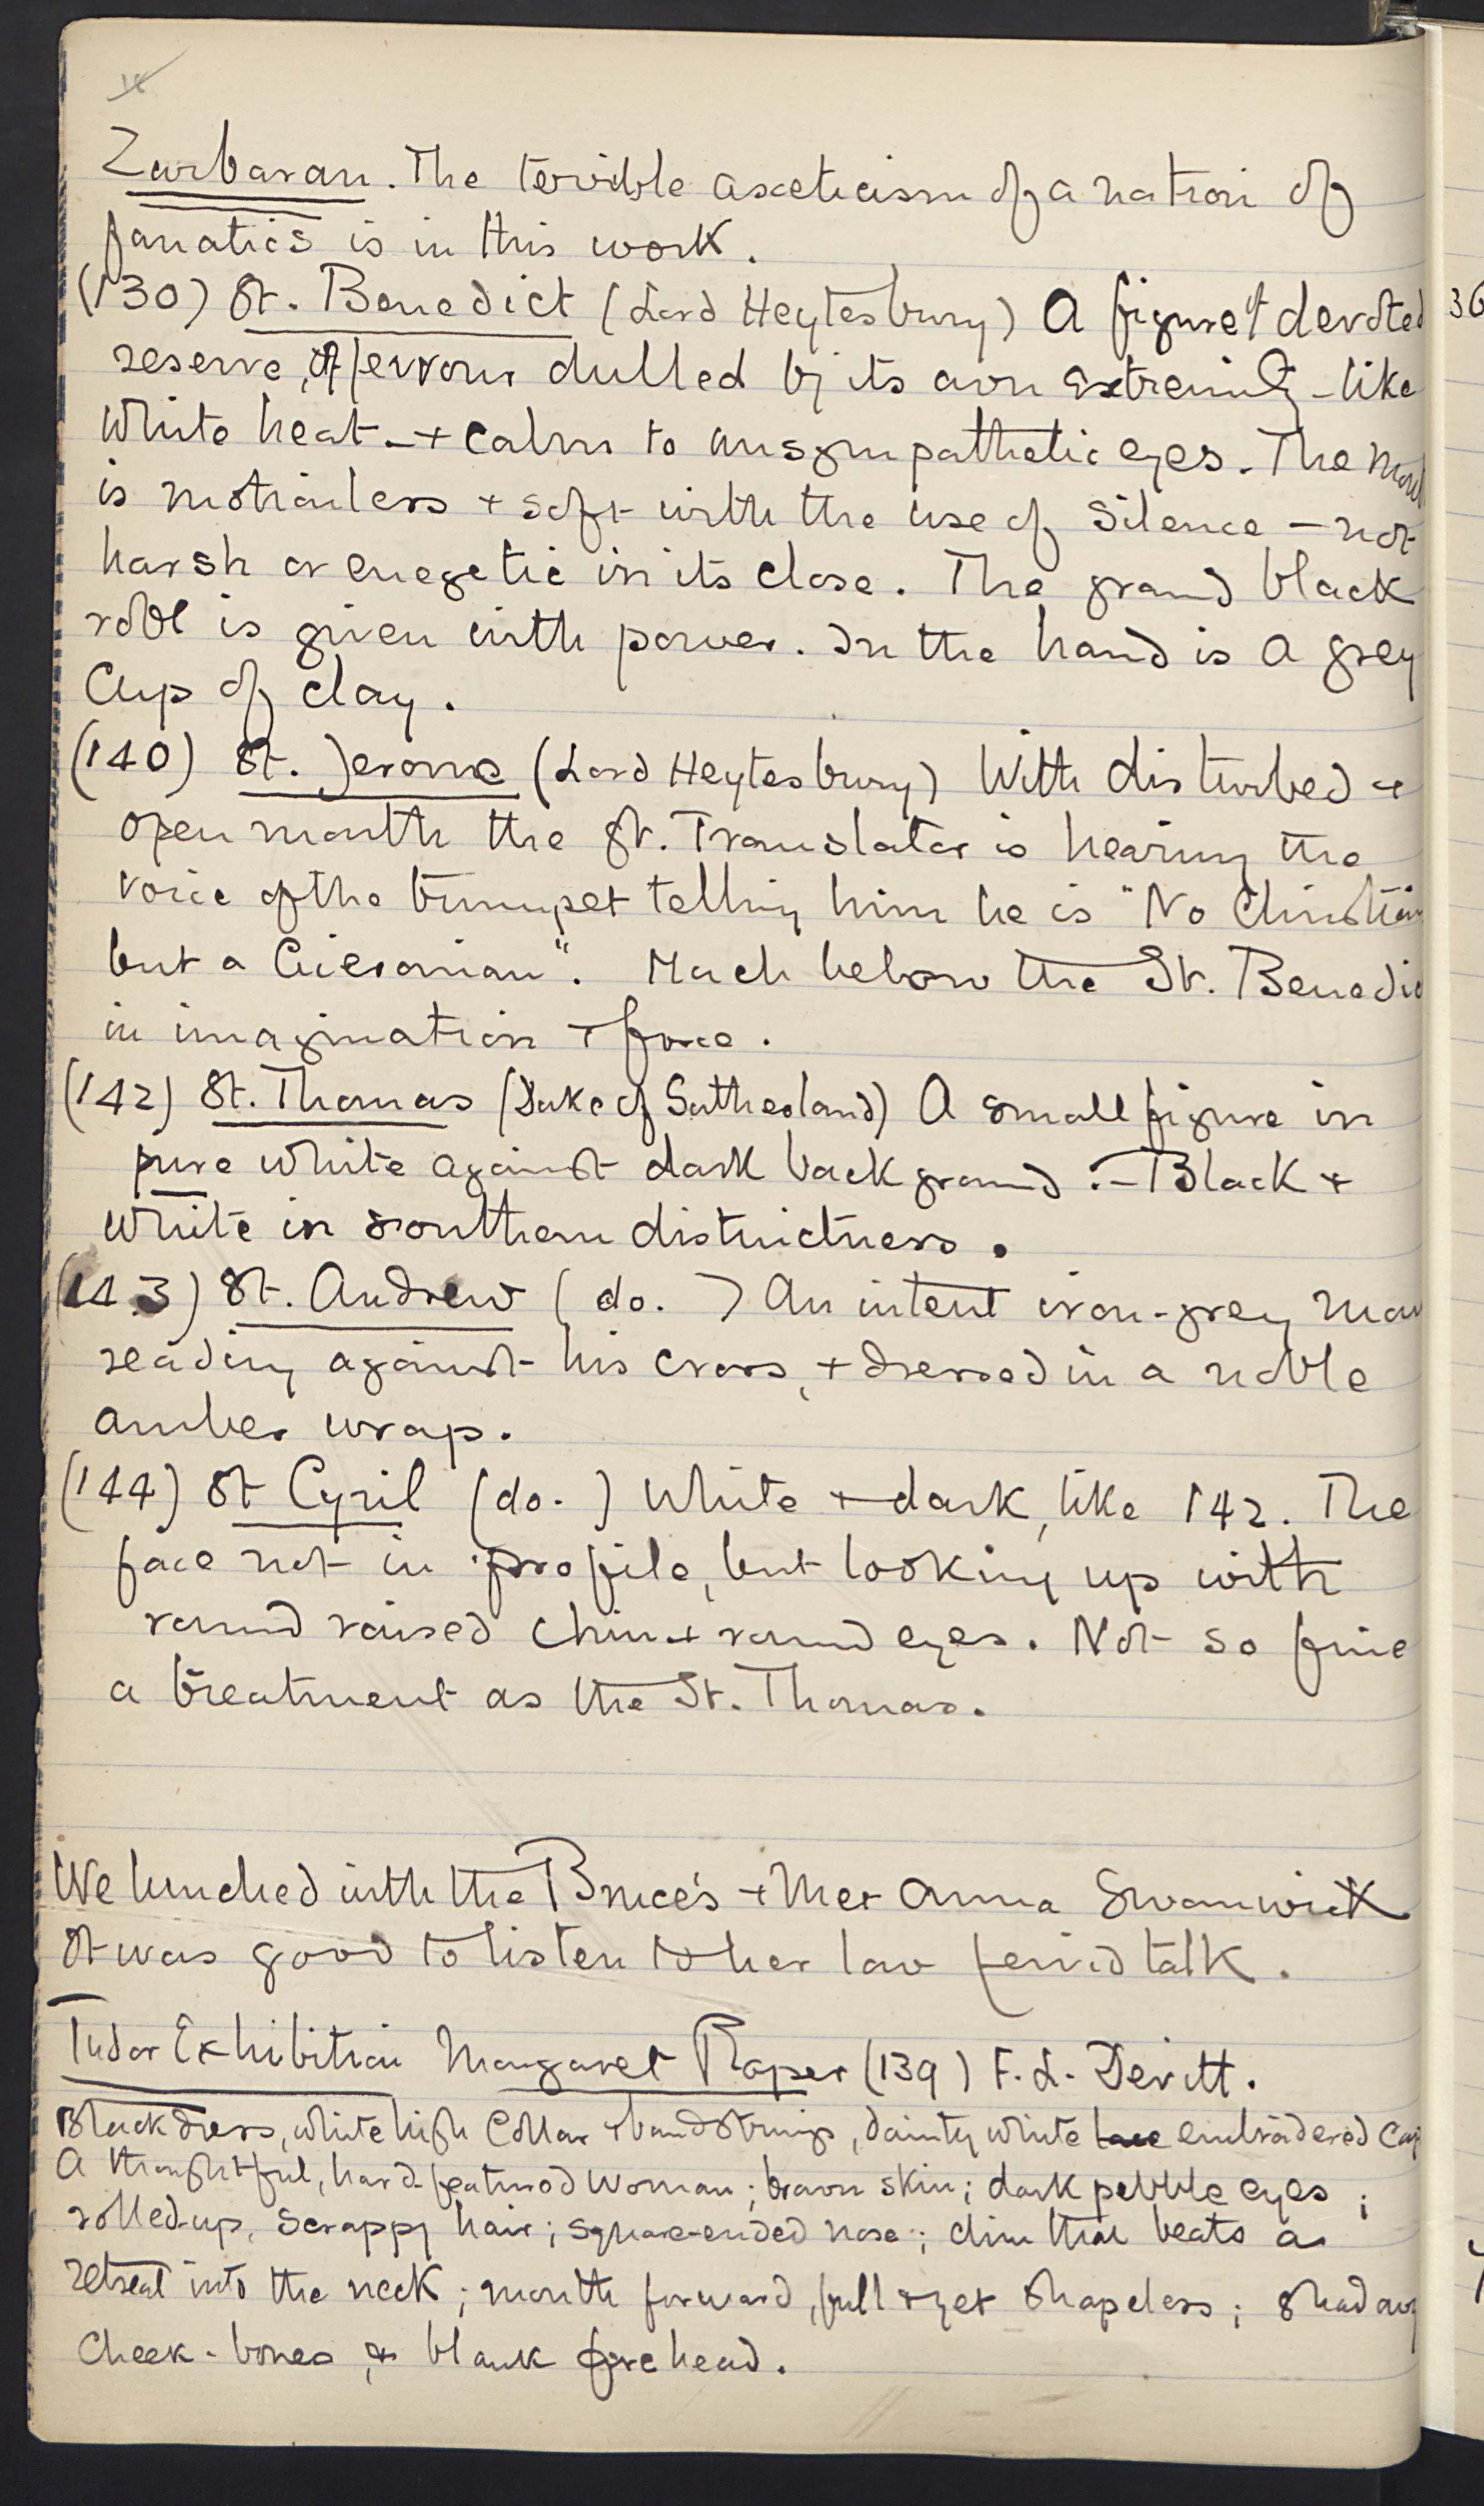 Zurbaran. The terrible asceticism of a nation of
fanatics is in this work.
(130) St. Benedict (Lord Heytesbury) A figure of devoted
reserve, of fervour dulled by its own extremity - like
white heat - + calm to unsympathetic eyes. The mouth
is motionless + soft with the use of silence - not
harsh or enegetic in its close. The grand black
robe is given with power. In the hand is a grey
Cup of clay.
(140) St. Jerome (Lord Heytesbury) With disturbed +
open mouth the gt. Translator is hearing the
voice of the trumpet telling him he is "No Christian
but a Ciceronian". Much below the St. Benedic
in imagination + force.
(142) St. Thomas (Duke of Sutherland) A small figure in
pure white against dark background :- Black +
White in southern distinctness.
(143) St. Andrew (do. ) An intent iron-grey man
reading against his cross, + dressed in a noble
amber wrap.
(144) St Cyril (do. ) White + dark, like 142. The
face not in profile, but looking up with
round raised chin + round eyes. Not so fine
a treatment as the St. Thomas.
We lunched with the Bruce's + met Anna Swanwick
It was good to listen to her low fervid talk.
Tudor Exhibition Margaret Roper (139) F. L. Devitt.
Black dress, white high Collar + bandstrings, dainty white lace embroidered Cap
A thoughtful, hard-featured woman; brown skin; dark pebble eyes;
rolled-up, scrappy hair; square-ended nose; chin that beats a
retreat into the neck; mouth forward, full + yet shapeless; shadowy
Cheek-bones, + blank forehead.
36